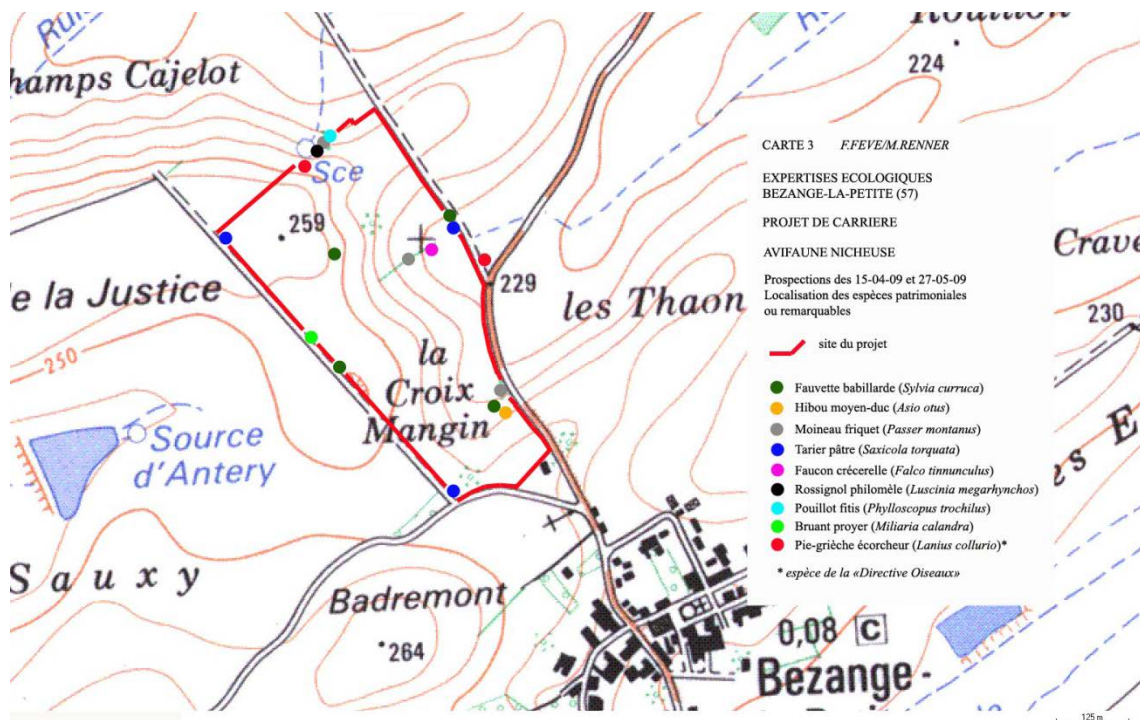 Rouillon
224
hamps Cajelot
Sce
259
e la Justice
229
les Thaon
Crave
230
250
la
Croix
Mangin
Source
d'Antery
es E
Sauxy
Badremont
264
0,08 C
Bezange-
CARTE 3 F.FEVE/M.RENNER
EXPERTISES ECOLOGIQUES
BEZANGE-LA-PETITE (57)
PROJET DE CARRIERE
AVIFAUNE NICHEUSE
Prospections des 15-04-09 et 27-05-09
Localisation des espèces patrimoniales
ou remarquables
site du projet
Fauvette babillarde (Sylvia curruca)
Hibou moyen-duc (Asio otus)
Moineau friquet (Passer montanus)
Tarier pâtre (Saxicola torquata)
Faucon crécerelle (Falco tinnunculus)
Rossignol philomèle (Luscinia megarhynchos)
Pouillot fitis (Phylloscopus trochilus)
Bruant proyer (Miliaria calandra)
Pie-grièche écorcheur (Lanius collurio)*
* espèce de la «Directive Oiseaux»
125 m